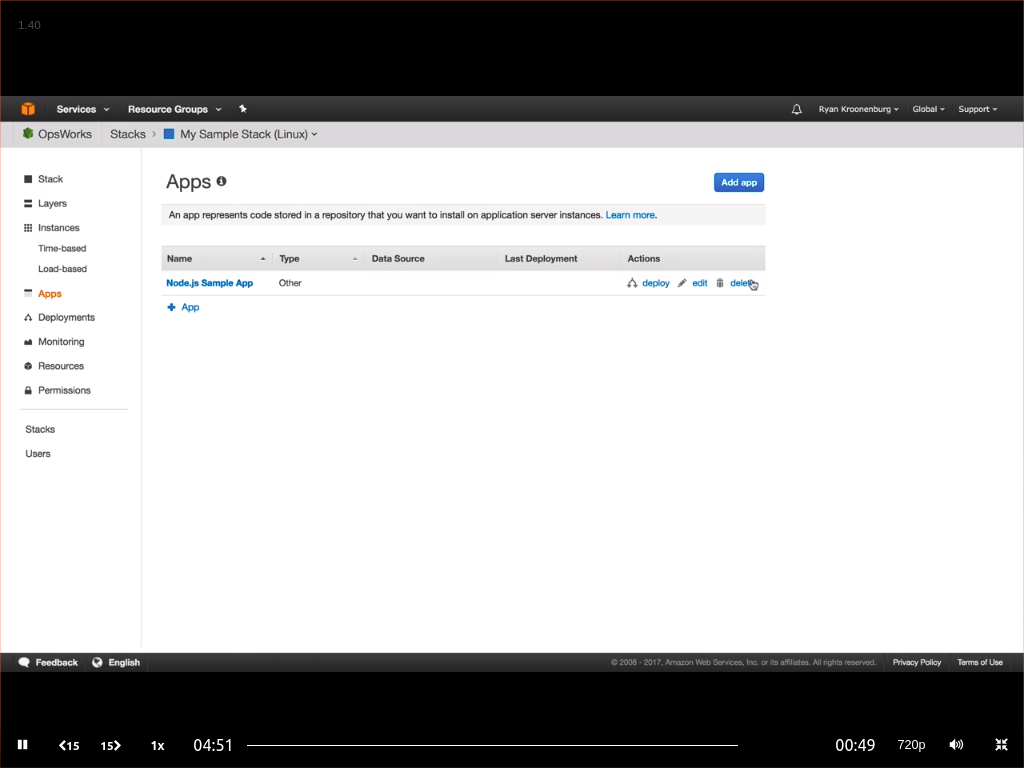 1.40
Services Resource Groups Ryan Kroonenburg Global Support
OpsWorks Stacks My Sample Stack (Linux)
Stack
Layers
Instances
Time-based
Load-based
Apps
Deployments
Monitoring
Resources
Permissions
Stacks
Users
Apps
Add app
An app represents code stored in a repository that you want to install on application server instances. Learn more.
Name Type Data Source Last Deployment Actions
Node.js Sample App Other deploy edit delete
App
Feedback English © 2008 - 2017, Amazon Web Services, Inc. or its affiliates. All rights reserved. Privacy Policy Terms of Use
15 15 1x 04:51 00:49 720p